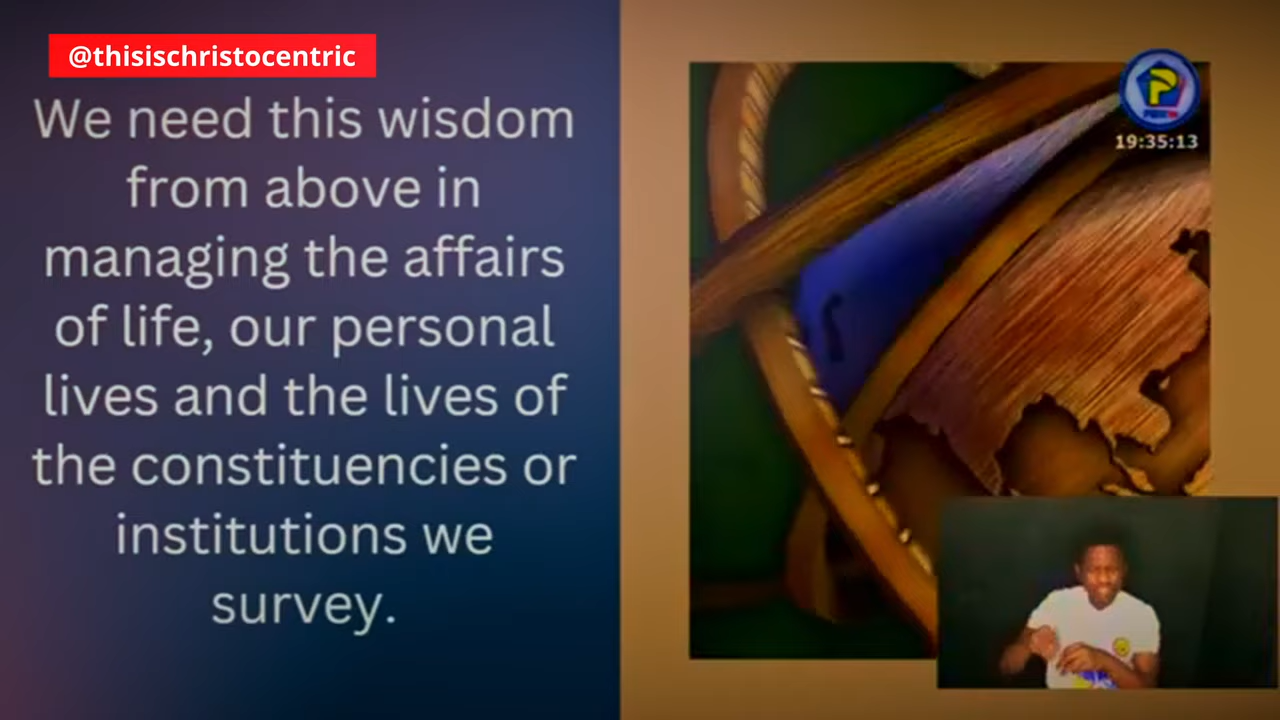 @thisischristocentric
We need this wisdom
from above in
managing the affairs
of life, our personal
lives and the lives of
the constituencies or
institutions we
survey.
P
19:35:13